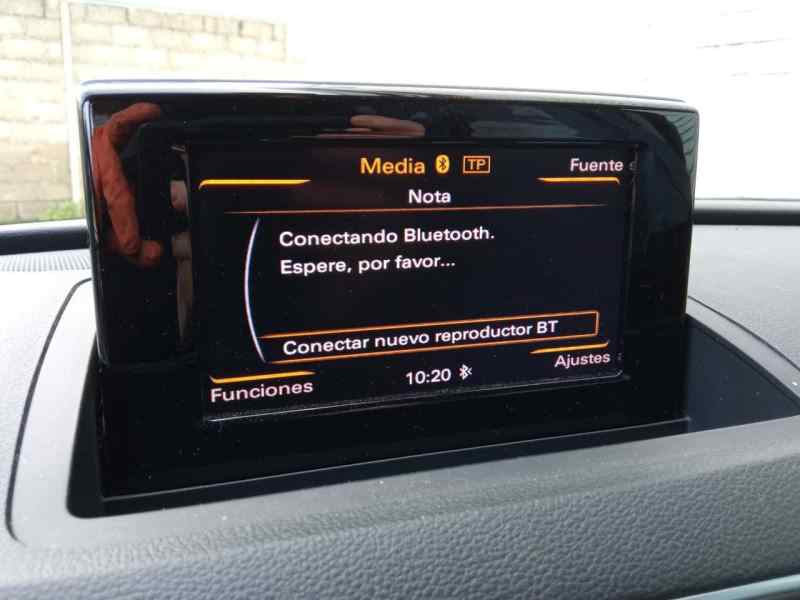 Media TP
Fuente
Nota
Conectando Bluetooth.
Espere, por favor...
Conectar nuevo reproductor BT
Funciones
10:20
Ajustes